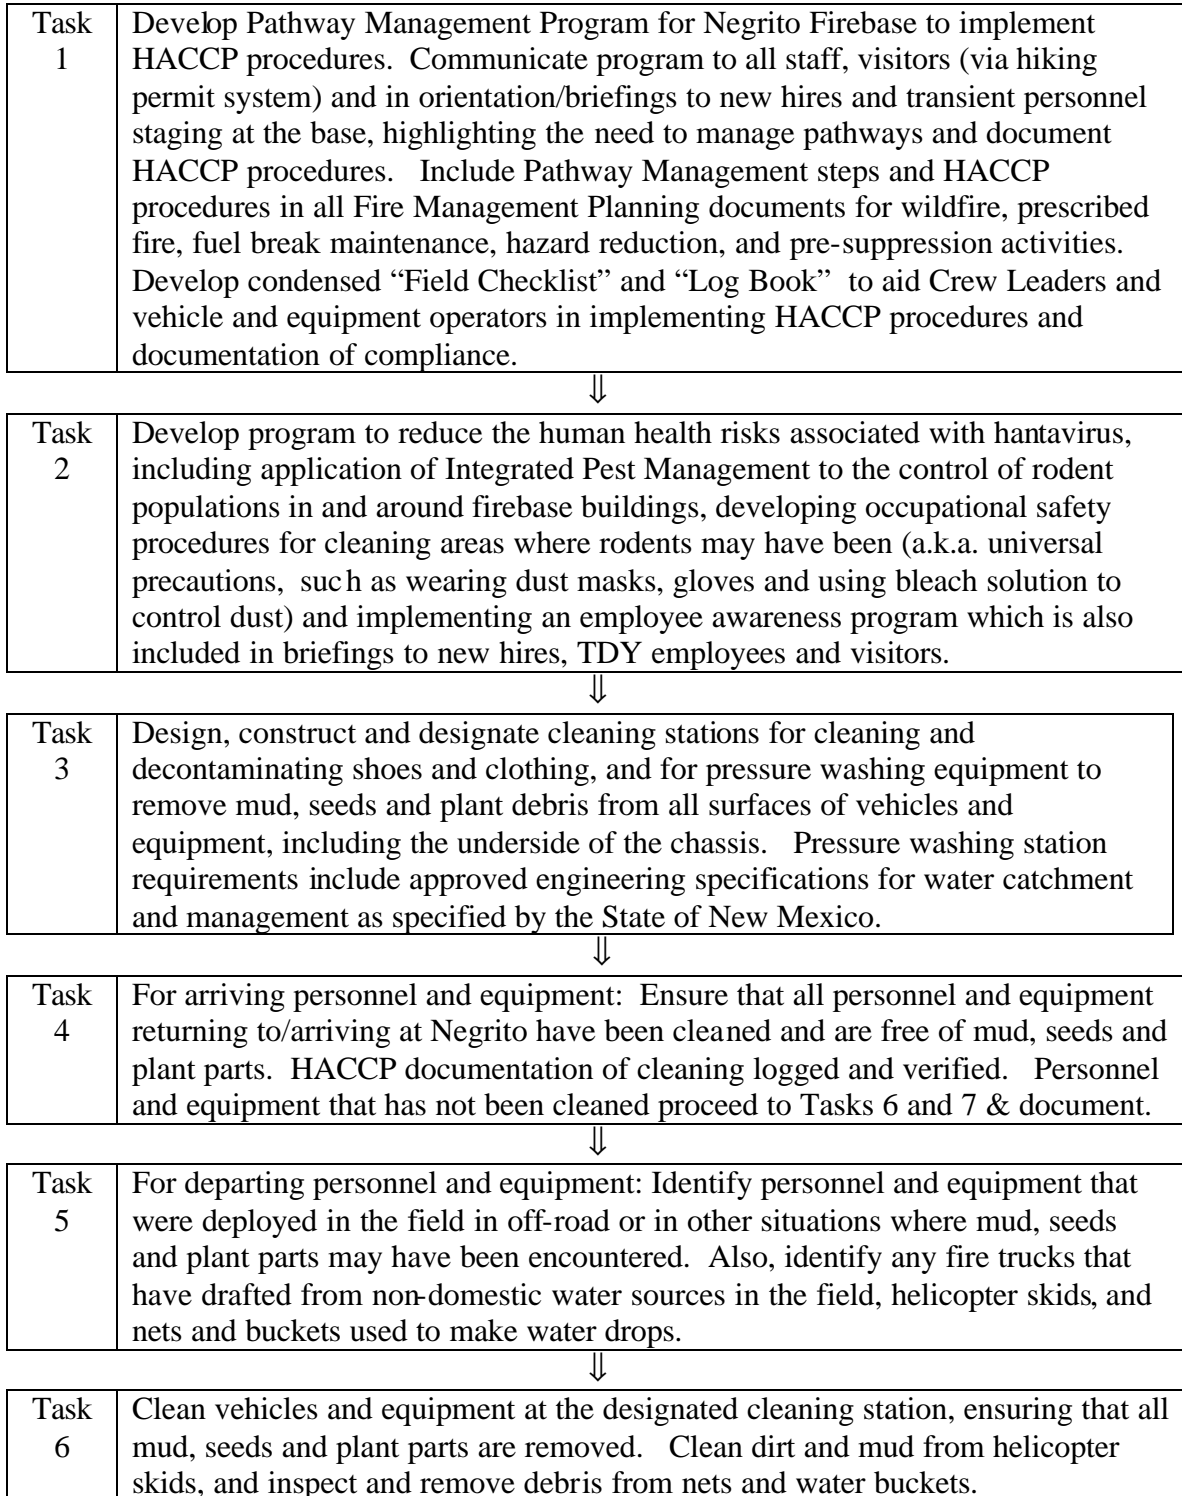 Task Develop Pathway Management Program for Negrito Firebase to implement
1 HACCP procedures. Communicate program to all staff, visitors (via hiking
permit system) and in orientation/briefings to new hires and transient personnel
staging at the base, highlighting the need to manage pathways and document
HACCP procedures. Include Pathway Management steps and HACCP
procedures in all Fire Management Planning documents for wildfire, prescribed
fire, fuel break maintenance, hazard reduction, and pre-suppression activities.
Develop condensed “Field Checklist” and “Log Book” to aid Crew Leaders and
vehicle and equipment operators in implementing HACCP procedures and
documentation of compliance.
⇓
Task Develop program to reduce the human health risks associated with hantavirus,
2 including application of Integrated Pest Management to the control of rodent
populations in and around firebase buildings, developing occupational safety
procedures for cleaning areas where rodents may have been (a.k.a. universal
precautions, such as wearing dust masks, gloves and using bleach solution to
control dust) and implementing an employee awareness program which is also
included in briefings to new hires, TDY employees and visitors.
⇓
Task Design, construct and designate cleaning stations for cleaning and
3 decontaminating shoes and clothing, and for pressure washing equipment to
remove mud, seeds and plant debris from all surfaces of vehicles and
equipment, including the underside of the chassis. Pressure washing station
requirements include approved engineering specifications for water catchment
and management as specified by the State of New Mexico.
⇓
Task For arriving personnel and equipment: Ensure that all personnel and equipment
4 returning to/arriving at Negrito have been cleaned and are free of mud, seeds and
plant parts. HACCP documentation of cleaning logged and verified. Personnel
and equipment that has not been cleaned proceed to Tasks 6 and 7 & document.
⇓
Task For departing personnel and equipment: Identify personnel and equipment that
5 were deployed in the field in off-road or in other situations where mud, seeds
and plant parts may have been encountered. Also, identify any fire trucks that
have drafted from non-domestic water sources in the field, helicopter skids, and
nets and buckets used to make water drops.
⇓
Task Clean vehicles and equipment at the designated cleaning station, ensuring that all
6 mud, seeds and plant parts are removed. Clean dirt and mud from helicopter
skids, and inspect and remove debris from nets and water buckets.